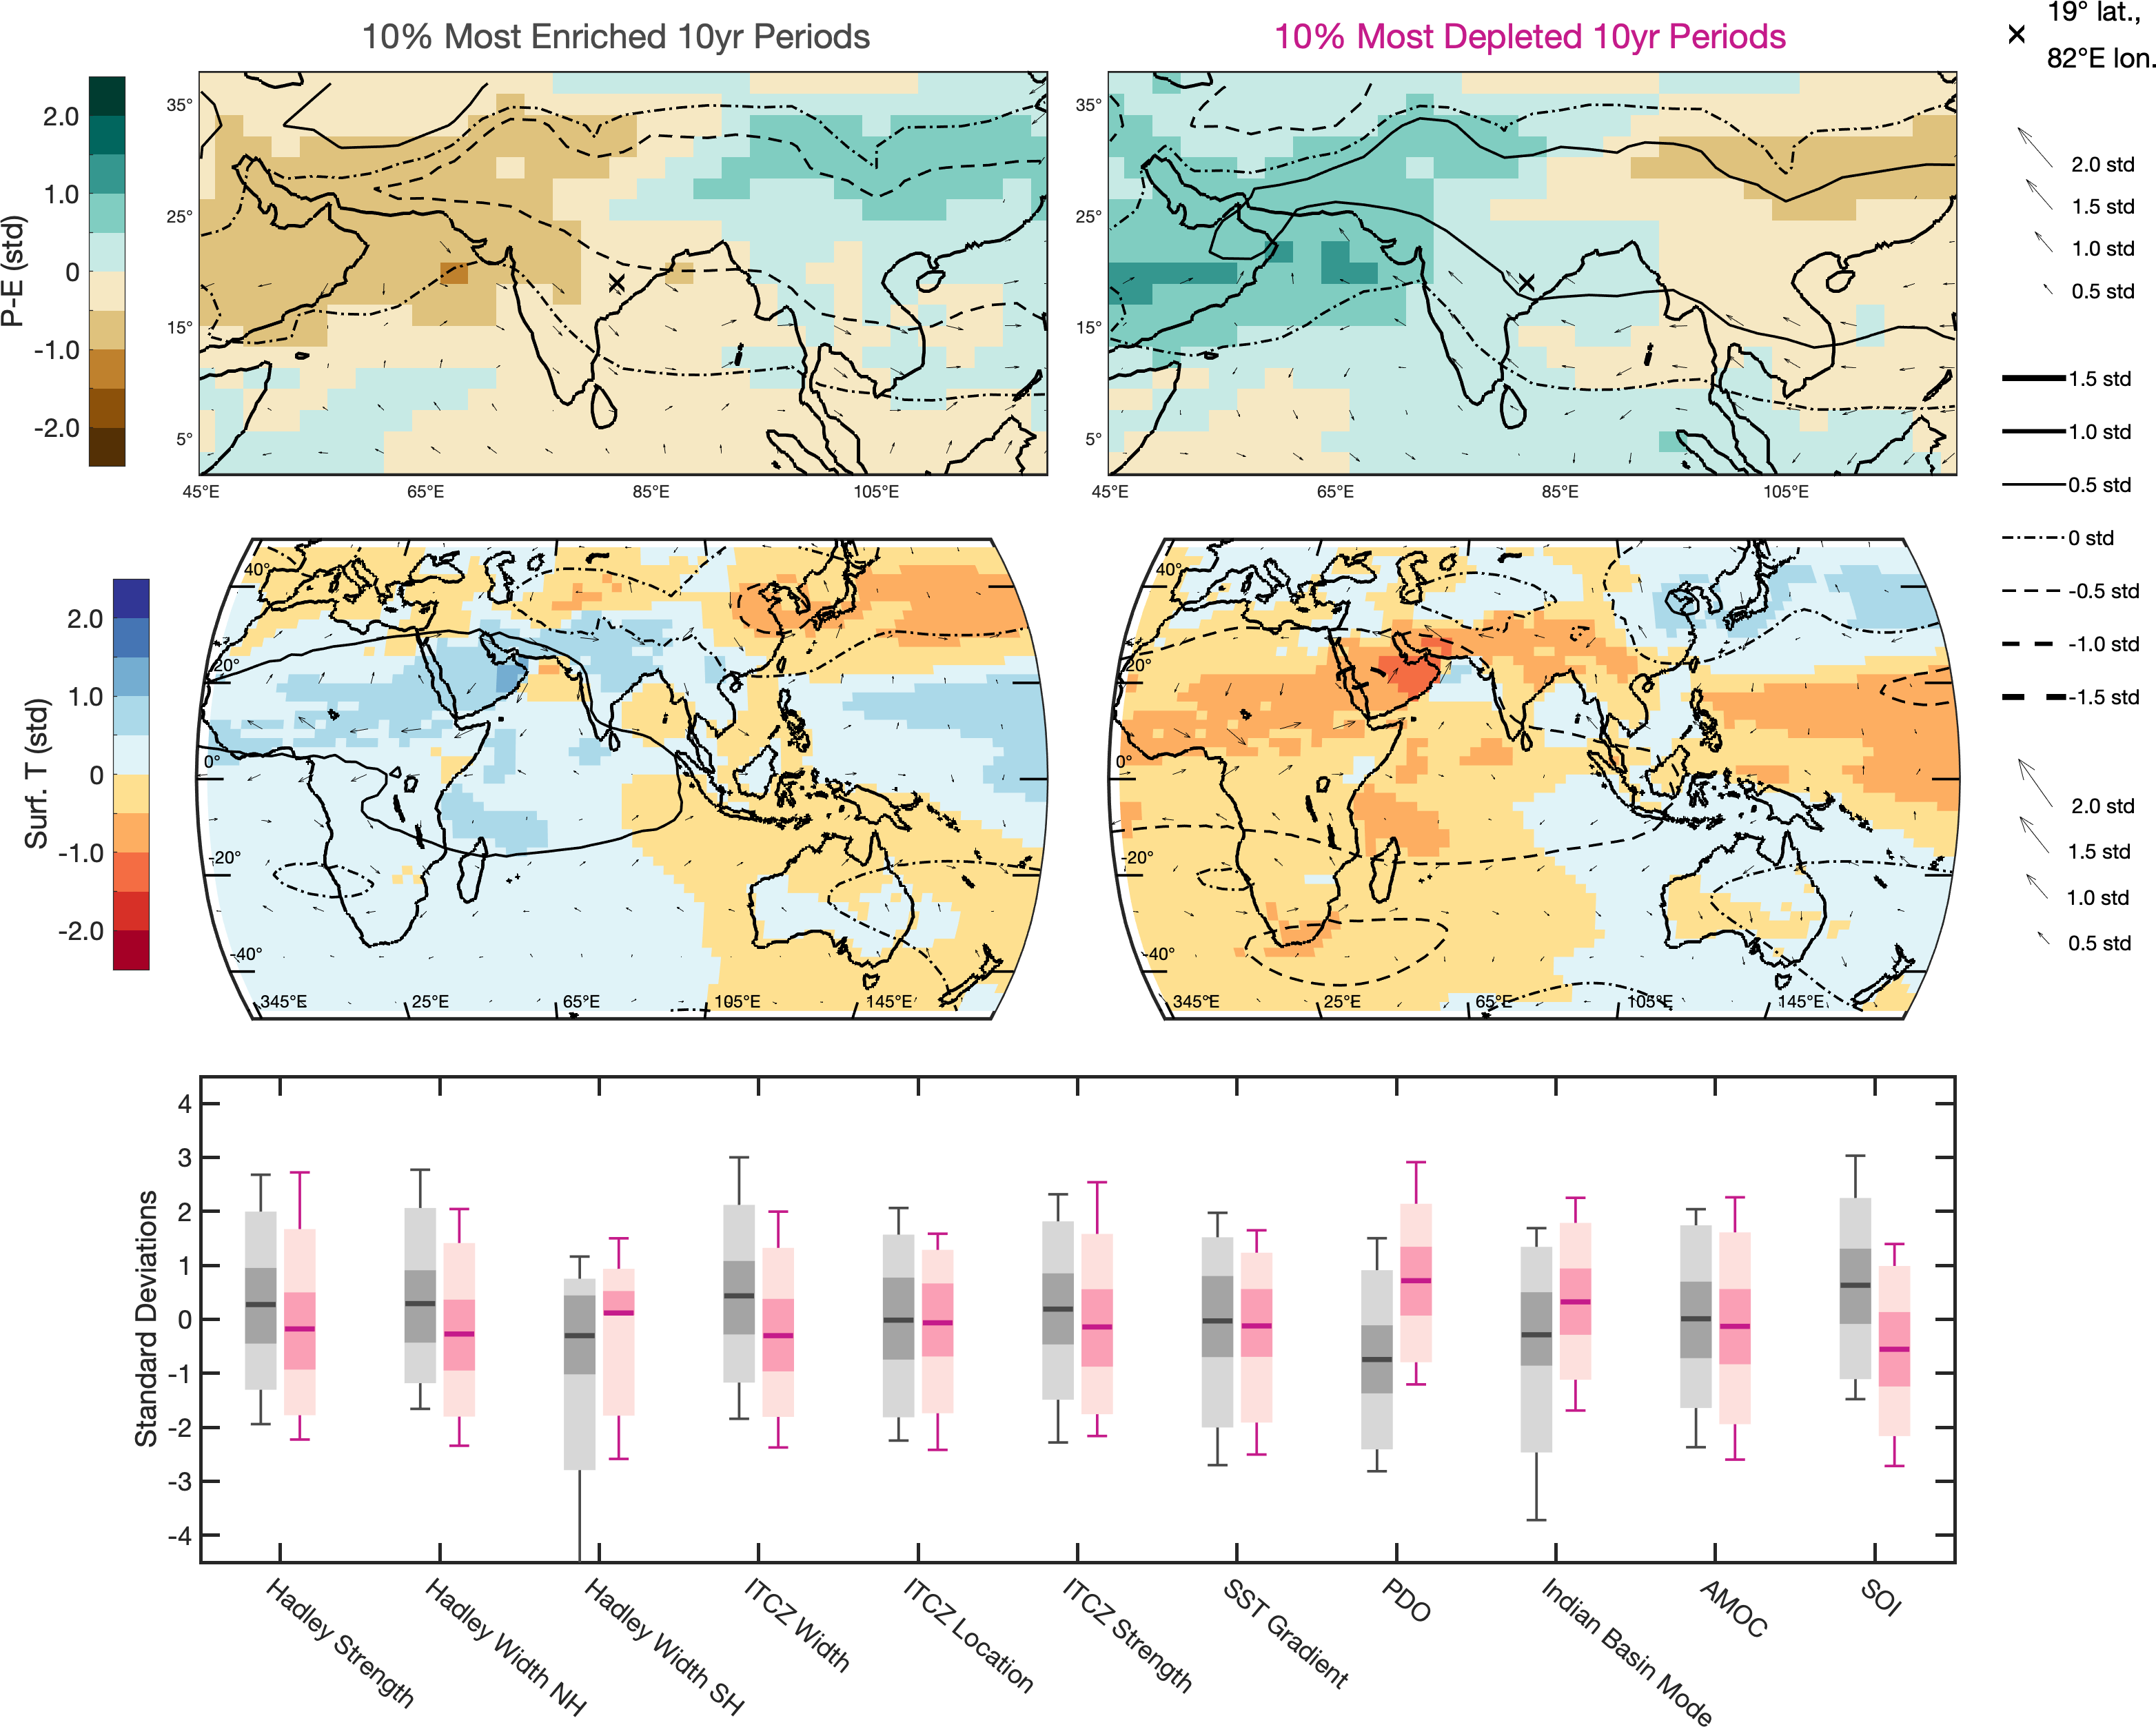 10% Most Enriched 10yr Periods
10% Most Depleted 10yr Periods
19° lat.,
82°E lon.
P-E (std)
2.0
1.0
0
-1.0
-2.0
35°
25°
15°
5°
45°E
65°E
85°E
105°E
35°
25°
15°
5°
45°E
65°E
85°E
105°E
2.0 std
1.5 std
1.0 std
0.5 std
1.5 std
1.0 std
0.5 std
0 std
-0.5 std
-1.0 std
-1.5 std
2.0 std
1.5 std
1.0 std
0.5 std
Surf. T (std)
2.0
1.0
0
-1.0
-2.0
40°
20°
0°
-20°
-40°
345°E
25°E
65°E
105°E
145°E
40°
20°
0°
-20°
-40°
345°E
25°E
65°E
105°E
145°E
Standard Deviations
4
3
2
1
0
-1
-2
-3
-4
Hadley Strength
Hadley Width NH
Hadley Width SH
ITCZ Width
ITCZ Location
ITCZ Strength
SST Gradient
PDO
Indian Basin Mode
AMOC
SOI